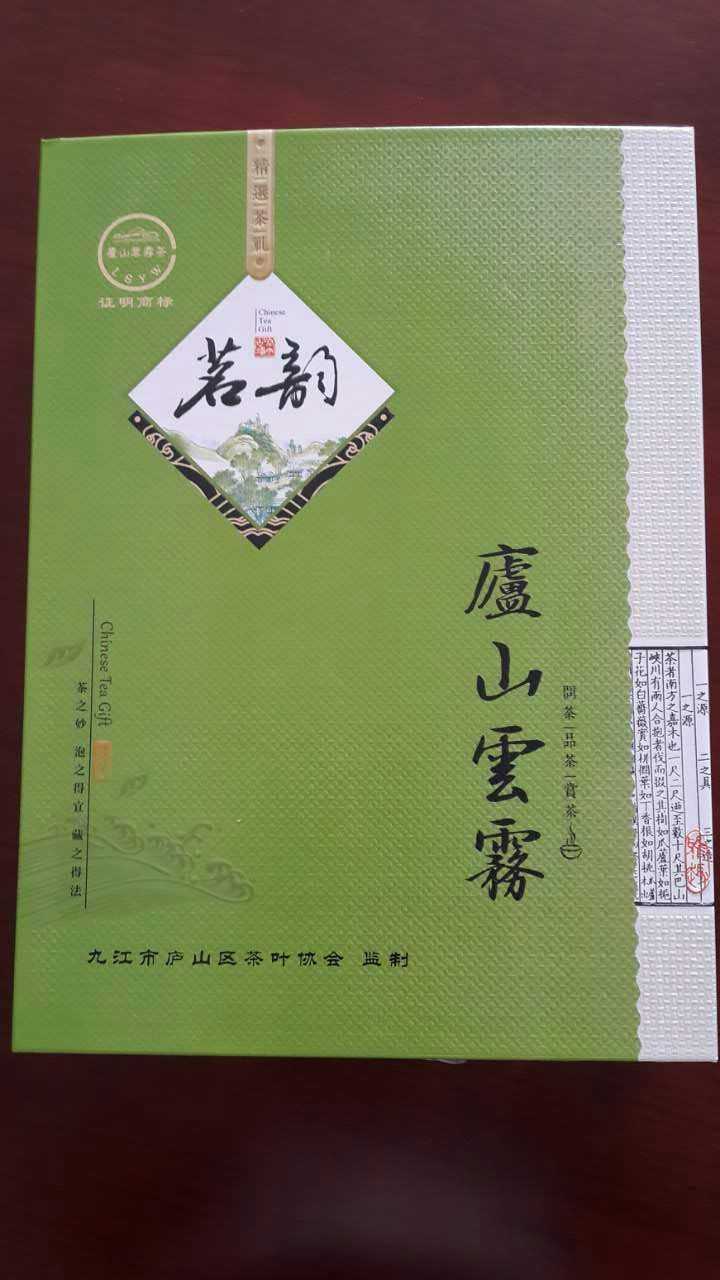 精選茶礼
廬山雲霧茶
LSYW
证明商标
Chinese
Tea
Gift
茗韵
廬山雲霧
問茶品茶賞茶
Chinese Tea Gift
茶之妙 泡之得宜 藏之得法
一之源 二之具
一之源
茶者南方之嘉木也一尺二尺迺至數十尺其巴山
峽川有兩人合抱者伐而掇之其樹如瓜蘆葉如梔
子花如白薔薇實如栟櫚葉如丁香根如胡桃
九江市庐山区茶叶协会 监制